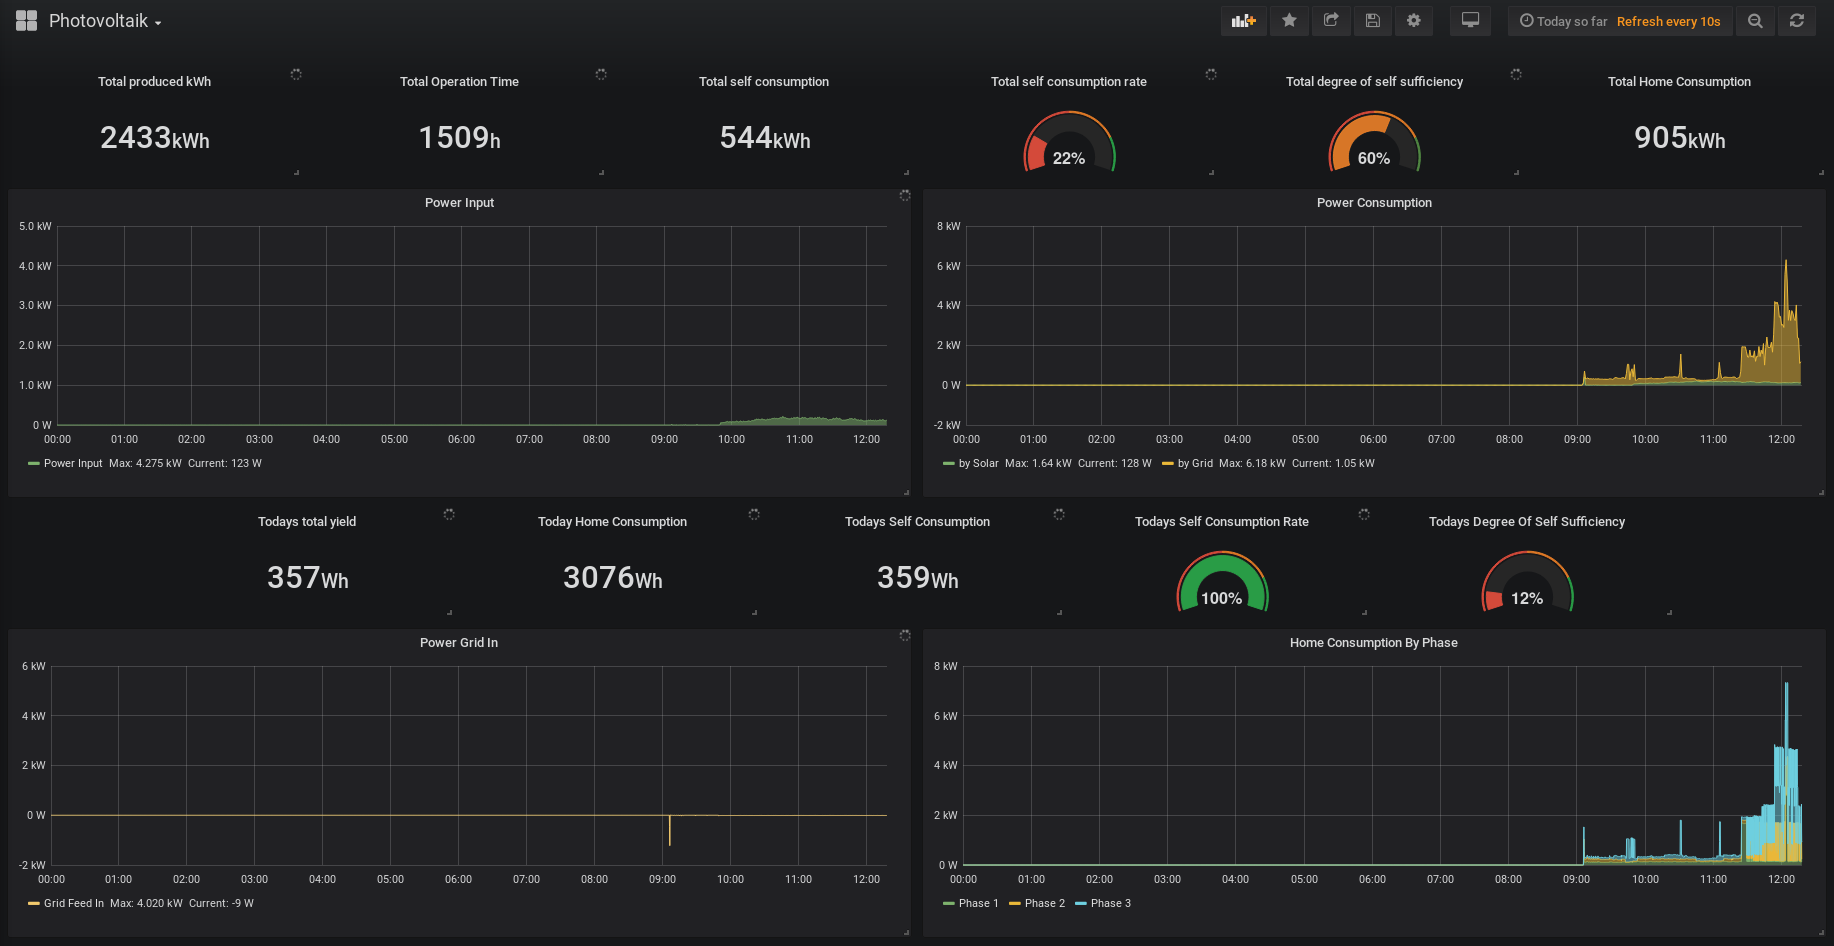 Photovoltaik
Today so far Refresh every 10s
Total produced kWh
2433kWh
Total Operation Time
1509h
Total self consumption
544kWh
Total self consumption rate
22%
Total degree of self sufficiency
60%
Total Home Consumption
905kWh
Power Input
5.0 kW
4.0 kW
3.0 kW
2.0 kW
1.0 kW
0 W
00:00 01:00 02:00 03:00 04:00 05:00 06:00 07:00 08:00 09:00 10:00 11:00 12:00
Power Input Max: 4.275 kW Current: 123 W
Power Consumption
8 kW
6 kW
4 kW
2 kW
0 W
-2 kW
00:00 01:00 02:00 03:00 04:00 05:00 06:00 07:00 08:00 09:00 10:00 11:00 12:00
by Solar Max: 1.64 kW Current: 128 W by Grid Max: 6.18 kW Current: 1.05 kW
Todays total yield
357Wh
Today Home Consumption
3076Wh
Todays Self Consumption
359Wh
Todays Self Consumption Rate
100%
Todays Degree Of Self Sufficiency
12%
Power Grid In
6 kW
4 kW
2 kW
0 W
-2 kW
00:00 01:00 02:00 03:00 04:00 05:00 06:00 07:00 08:00 09:00 10:00 11:00 12:00
Grid Feed In Max: 4.020 kW Current: -9 W
Home Consumption By Phase
8 kW
6 kW
4 kW
2 kW
0 W
00:00 01:00 02:00 03:00 04:00 05:00 06:00 07:00 08:00 09:00 10:00 11:00 12:00
Phase 1 Phase 2 Phase 3